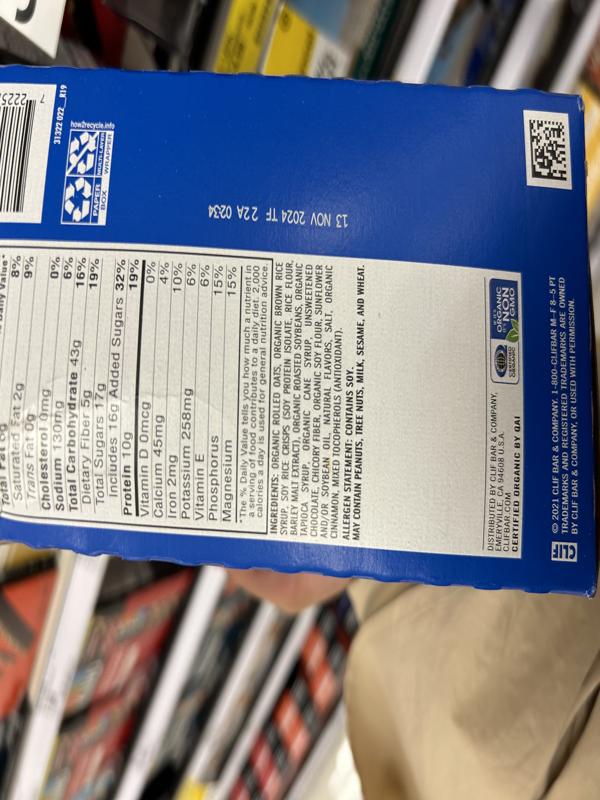 Daily Value*
8%
Saturated Fat 2g 9%
Trans
Cholesterol 0mg 0%
Sodium 130mg 6%
Total Carbohydrate 43g 16%
Dietary Fiber 5g 19%
Total Sugars 17g
Includes 16g Added Sugars 32%
Protein 10g 19%
Vitamin D 0mcg 0%
Calcium 45mg 4%
Iron 2mg 10%
Potassium 258mg 6%
Vitamin E 6%
Phosphorus 15%
Magnesium 15%
*The % Daily Value tells you how much a nutrient in
a serving of food contributes to a daily diet. 2,000
calories a day is used for general nutrition advice.
INGREDIENTS: ORGANIC ROLLED OATS, ORGANIC BROWN RICE
SYRUP, SOY RICE CRISPS (SOY PROTEIN ISOLATE, RICE FLOUR,
BARLEY MALT EXTRACT), ORGANIC ROASTED SOYBEANS, ORGANIC
TAPIOCA SYRUP, ORGANIC CANE SYRUP, UNSWEETENED
CHOCOLATE, CHICORY FIBER, ORGANIC SOY FLOUR, SUNFLOWER
AND/OR SOYBEAN OIL, NATURAL FLAVORS, SALT, ORGANIC
CINNAMON, MIXED TOCOPHEROLS (ANTIOXIDANT).
ALLERGEN STATEMENT: CONTAINS SOY.
MAY CONTAIN PEANUTS, TREE NUTS, MILK, SESAME, AND WHEAT.
DISTRIBUTED BY CLIF BAR & COMPANY,
EMERYVILLE, CA 94608 U.S.A.
CLIFBAR.COM
CERTIFIED ORGANIC BY QAI
ORGANIC
NON
GMO
CLIF
© 2021 CLIF BAR & COMPANY. 1-800-CLIFBAR M–F 8–5 PT
TRADEMARKS AND REGISTERED TRADEMARKS ARE OWNED
BY CLIF BAR & COMPANY, OR USED WITH PERMISSION.
31322 022_R19
how2recycle.info
PAPER
BOX
MULTI-LAYER
WRAPPER
13 NOV 2024 TF 22A 0234